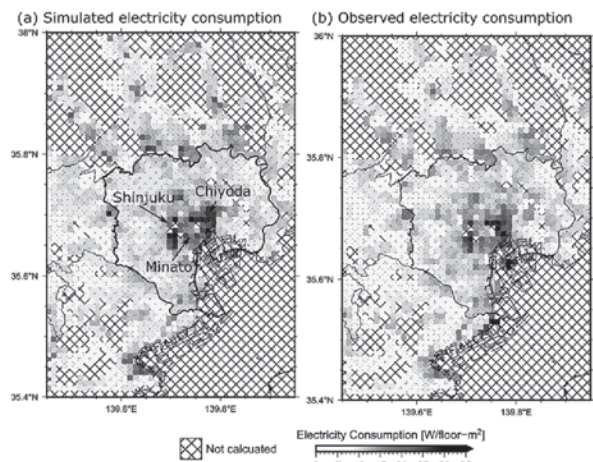 (a) Simulated electricity consumption
(b) Observed electricity consumption
36°N
36°N
35.8°N
35.8°N
Shinjuku
Chiyoda
Minato
35.6°N
35.6°N
35.4°N
35.4°N
139.6°E
139.8°E
139.6°E
139.8°E
Not calcuated
Electricity Consumption [W/floor-m²]